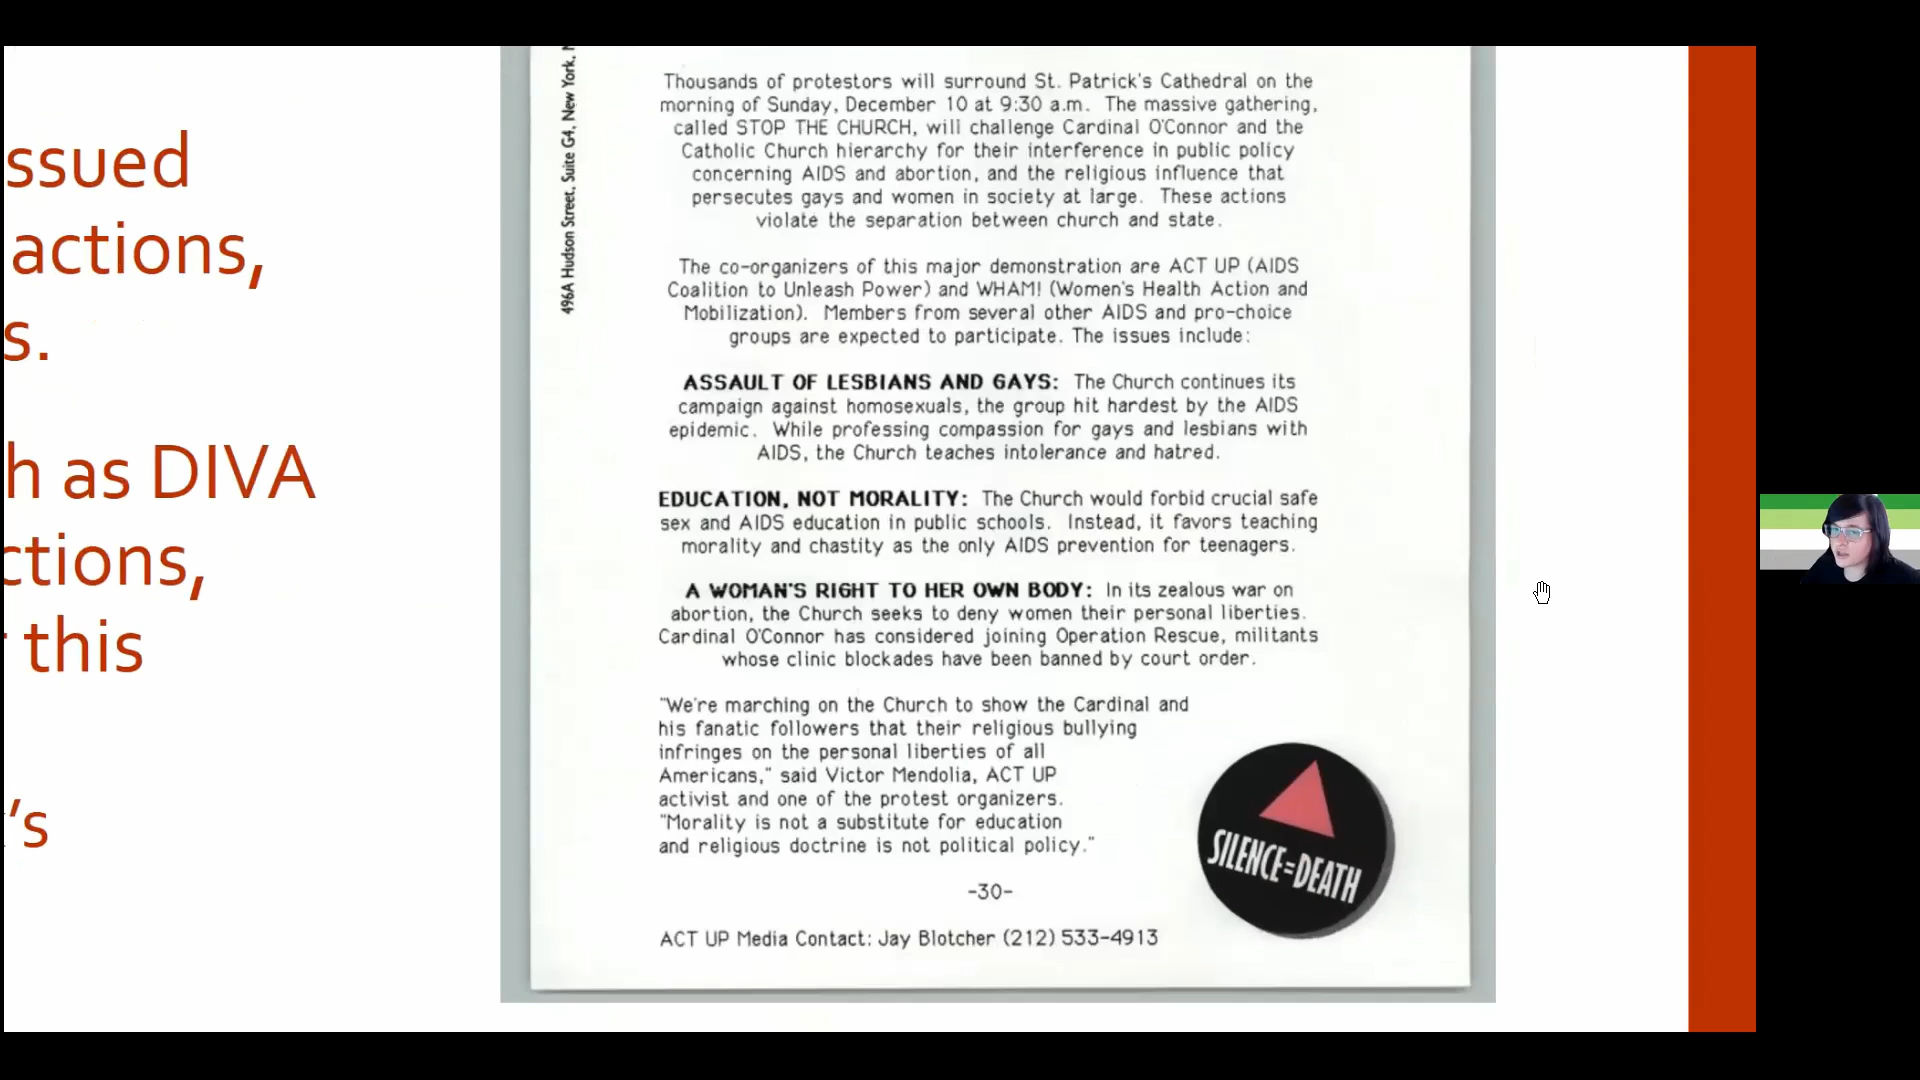 ssued
actions,
s.
h as DIVA
ctions,
this
's
496A Hudson Street, Suite G4, New York,
Thousands of protestors will surround St. Patrick's Cathedral on the
morning of Sunday, December 10 at 9:30 a.m. The massive gathering,
called STOP THE CHURCH, will challenge Cardinal O'Connor and the
Catholic Church hierarchy for their interference in public policy
concerning AIDS and abortion, and the religious influence that
persecutes gays and women in society at large. These actions
violate the separation between church and state.
The co-organizers of this major demonstration are ACT UP (AIDS
Coalition to Unleash Power) and WHAM! (Women's Health Action and
Mobilization). Members from several other AIDS and pro-choice
groups are expected to participate. The issues include:
ASSAULT OF LESBIANS AND GAYS: The Church continues its
campaign against homosexuals, the group hit hardest by the AIDS
epidemic. While professing compassion for gays and lesbians with
AIDS, the Church teaches intolerance and hatred.
EDUCATION, NOT MORALITY: The Church would forbid crucial safe
sex and AIDS education in public schools. Instead, it favors teaching
morality and chastity as the only AIDS prevention for teenagers.
A WOMAN'S RIGHT TO HER OWN BODY: In its zealous war on
abortion, the Church seeks to deny women their personal liberties.
Cardinal O'Connor has considered joining Operation Rescue, militants
whose clinic blockades have been banned by court order.
"We're marching on the Church to show the Cardinal and
his fanatic followers that their religious bullying
infringes on the personal liberties of all
Americans," said Victor Mendolia, ACT UP
activist and one of the protest organizers.
"Morality is not a substitute for education
and religious doctrine is not political policy."
-30-
SILENCE=DEATH
ACT UP Media Contact: Jay Blotcher (212) 533-4913